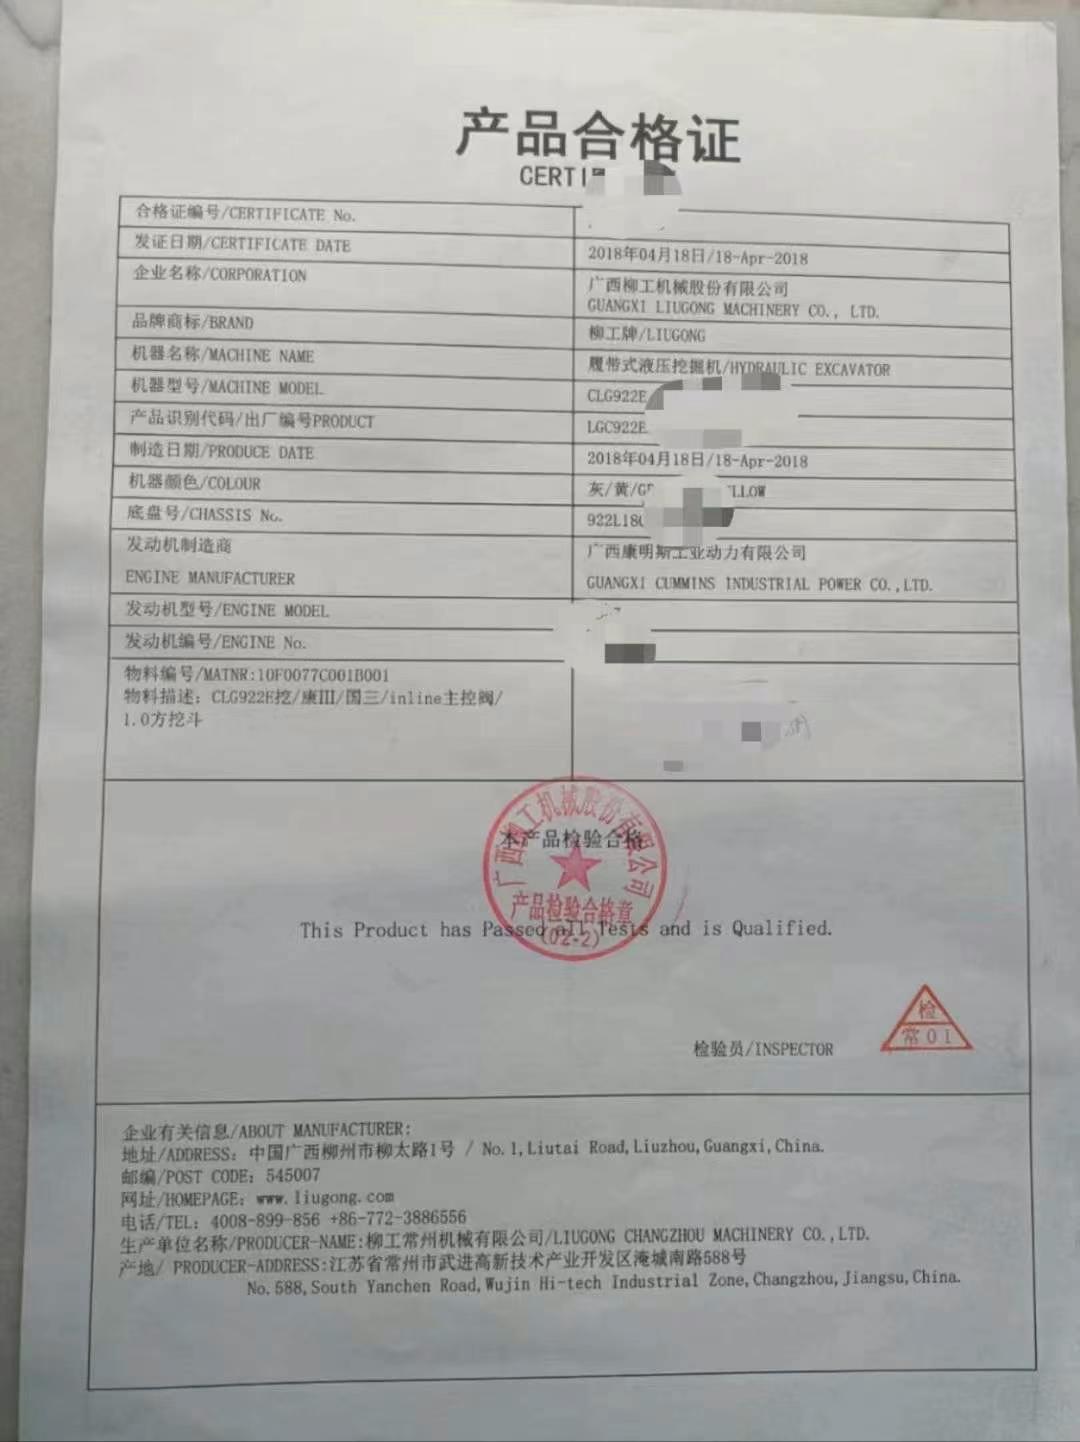 产品合格证
CERTI
合格证编号/CERTIFICATE No.
发证日期/CERTIFICATE DATE 2018年04月18日/18-Apr-2018
企业名称/CORPORATION 广西柳工机械股份有限公司
GUANGXI LIUGONG MACHINERY CO., LTD.
品牌商标/BRAND 柳工牌/LIUGONG
机器名称/MACHINE NAME 履带式液压挖掘机/HYDRAULIC EXCAVATOR
机器型号/MACHINE MODEL CLG922E
产品识别代码/出厂编号PRODUCT LGC922E
制造日期/PRODUCE DATE 2018年04月18日/18-Apr-2018
机器颜色/COLOUR 灰/黄/GR LLOW
底盘号/CHASSIS No. 922L18
发动机制造商 广西康明斯工业动力有限公司
ENGINE MANUFACTURER GUANGXI CUMMINS INDUSTRIAL POWER CO.,LTD.
发动机型号/ENGINE MODEL
发动机编号/ENGINE No.
物料编号/MATNR:10F0077C001B001
物料描述: CLG922E挖/康III/国三/inline主控阀/
1.0方挖斗
广西柳工机械股份有限公司
本产品检验合格
产品检验合格章
This Product has Passed all Tests and is Qualified.
(02-2)
检
常01
检验员/INSPECTOR
企业有关信息/ABOUT MANUFACTURER:
地址/ADDRESS: 中国广西柳州市柳太路1号 / No.1,Liutai Road,Liuzhou,Guangxi,China.
邮编/POST CODE: 545007
网址/HOMEPAGE: www.liugong.com
电话/TEL: 4008-899-856 +86-772-3886556
生产单位名称/PRODUCER-NAME:柳工常州机械有限公司/LIUGONG CHANGZHOU MACHINERY CO.,LTD.
产地/ PRODUCER-ADDRESS:江苏省常州市武进高新技术产业开发区淹城南路588号
No.588,South Yanchen Road,Wujin Hi-tech Industrial Zone,Changzhou,Jiangsu,China.